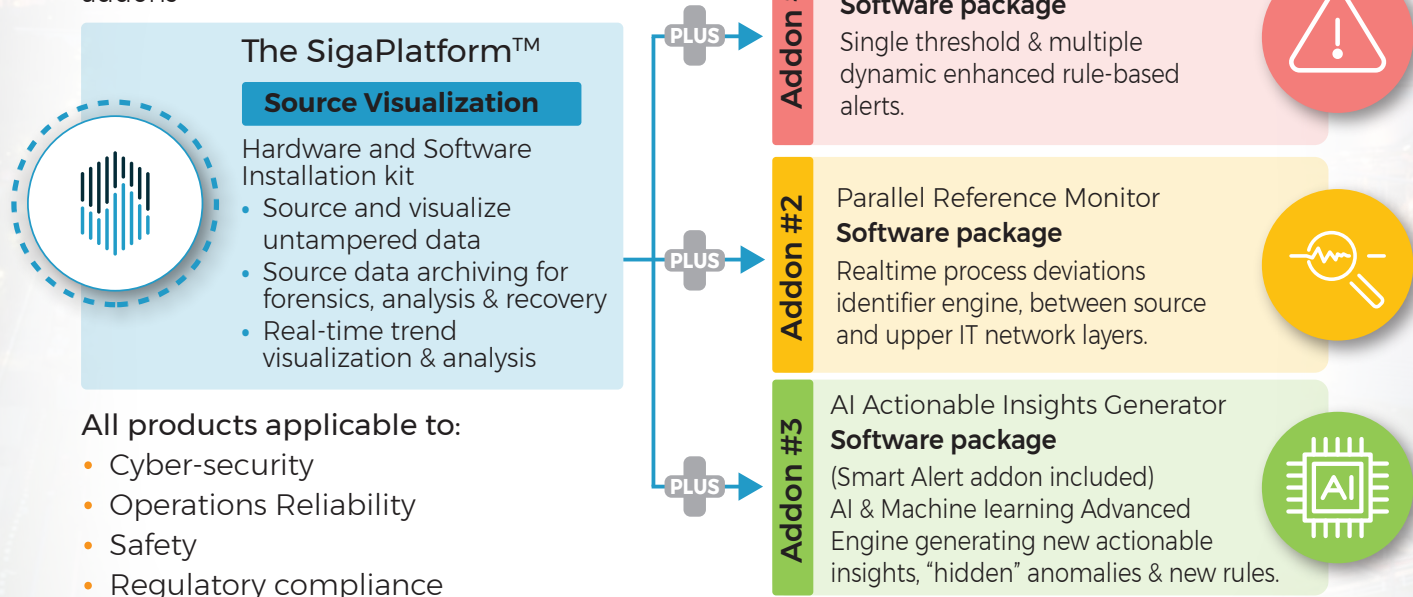 addons
The SigaPlatform™
Source Visualization
Hardware and Software
Installation kit
• Source and visualize
untampered data
• Source data archiving for
forensics, analysis & recovery
• Real-time trend
visualization & analysis
All products applicable to:
• Cyber-security
• Operations Reliability
• Safety
• Regulatory compliance
PLUS
PLUS
PLUS
Addon
Software package
Single threshold & multiple
dynamic enhanced rule-based
alerts.
Addon #2
Parallel Reference Monitor
Software package
Realtime process deviations
identifier engine, between source
and upper IT network layers.
Addon #3
AI Actionable Insights Generator
Software package
(Smart Alert addon included)
AI & Machine learning Advanced
Engine generating new actionable
insights, “hidden” anomalies & new rules.
AI